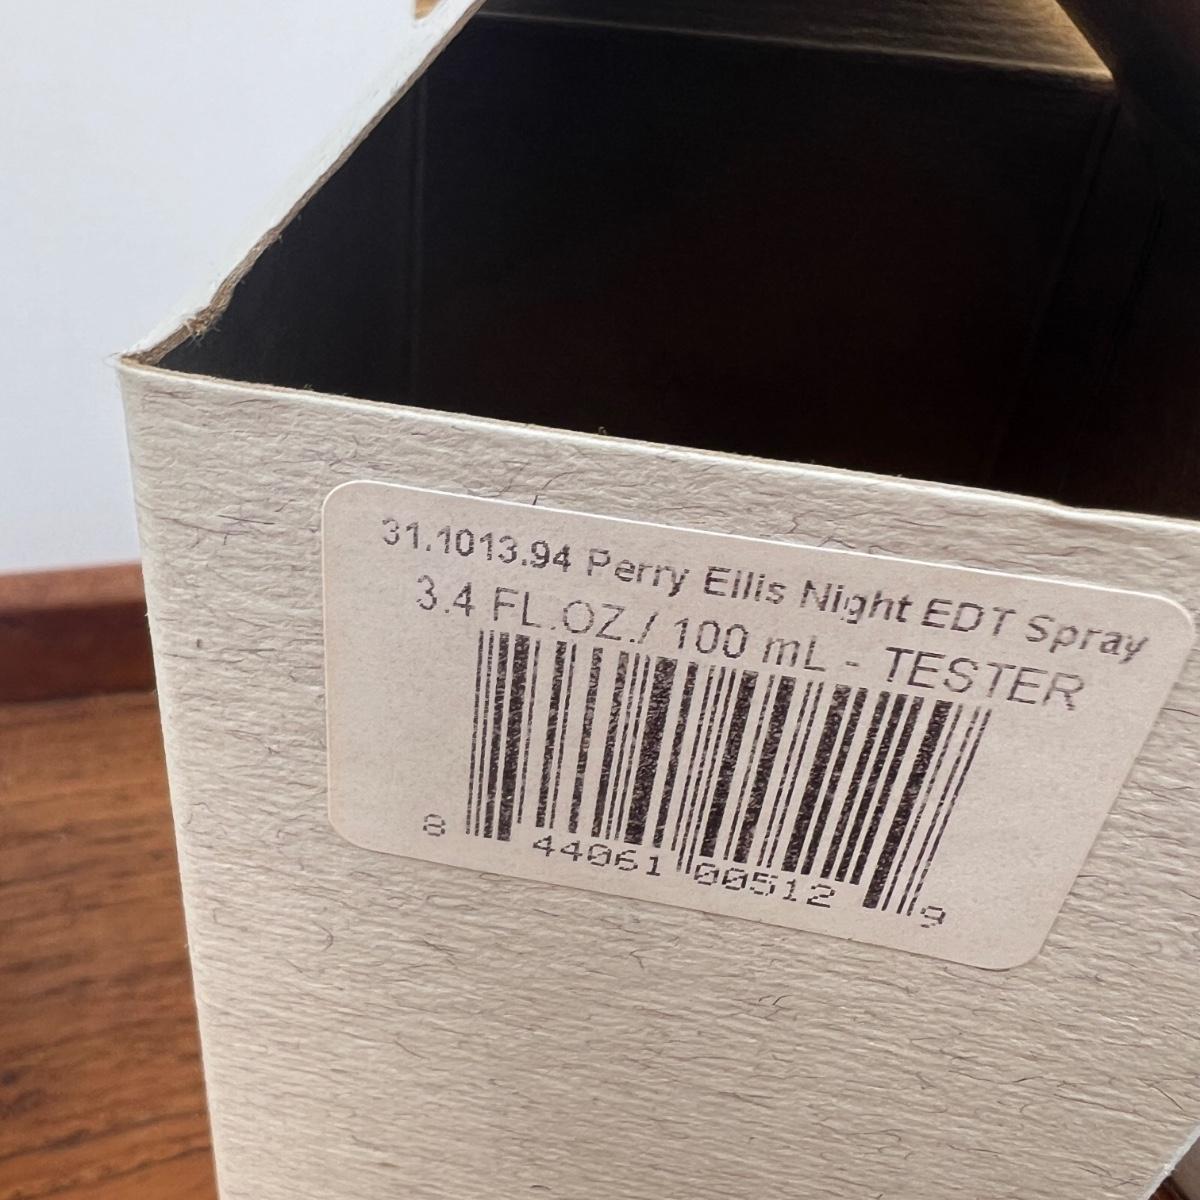 31.1013.94 Perry Ellis Night EDT Spray
3.4 FL.OZ./ 100 mL - TESTER
8 44061 00512 9